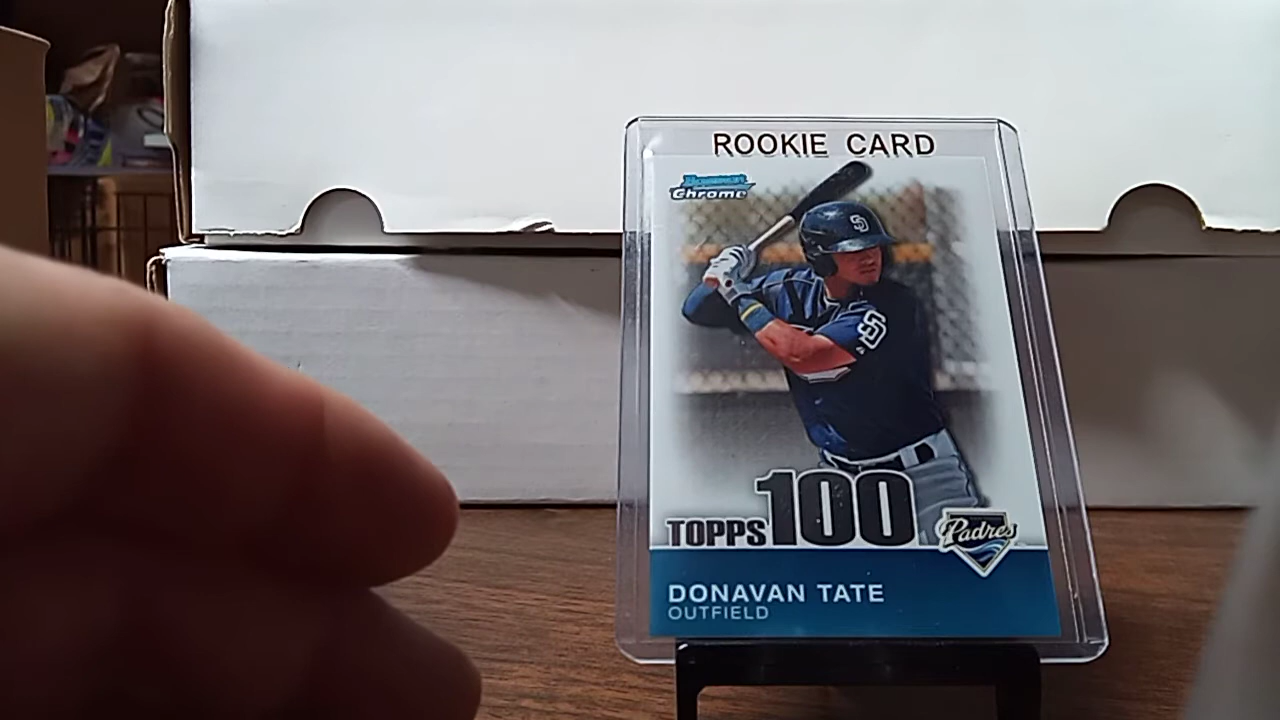 ROOKIE CARD
Bowman
Chrome
SD
SD
TOPPS 100
Padres
DONAVAN TATE
OUTFIELD